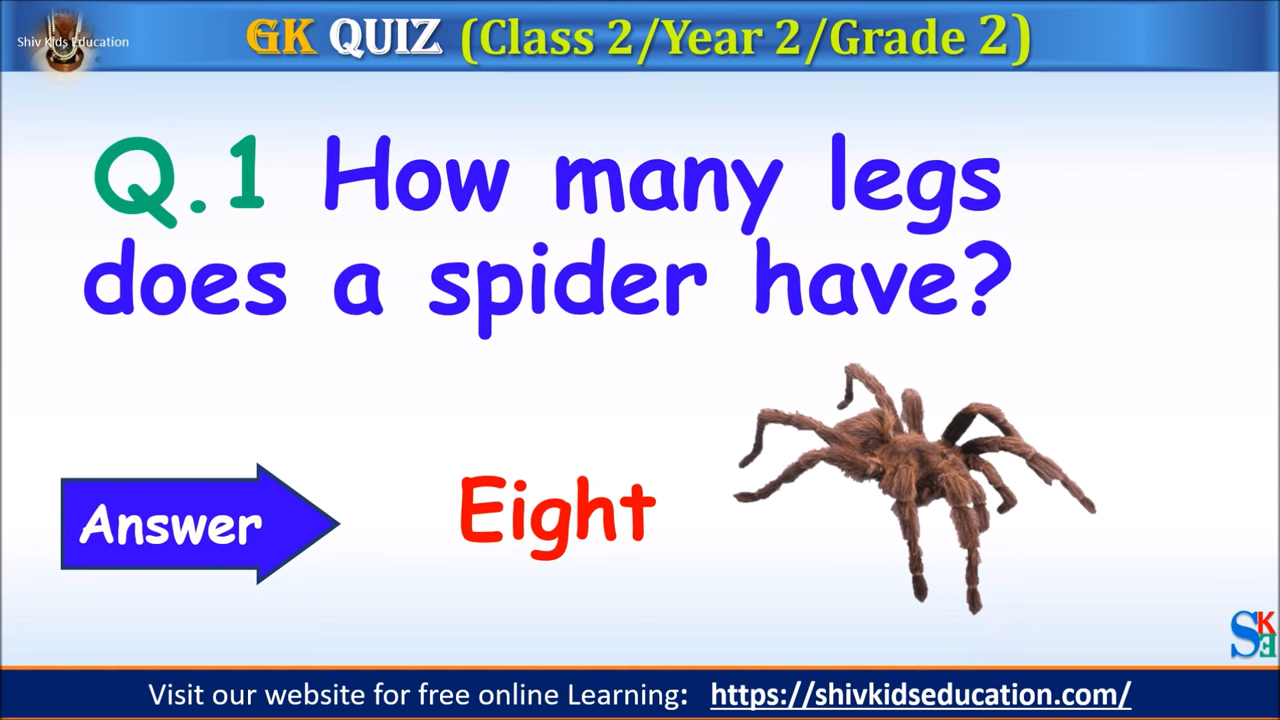 Shiv Kids Education
GK QUIZ (Class 2/Year 2/Grade 2)
Q.1 How many legs
does a spider have?
Answer
Eight
SKE
Visit our website for free online Learning: https://shivkidseducation.com/